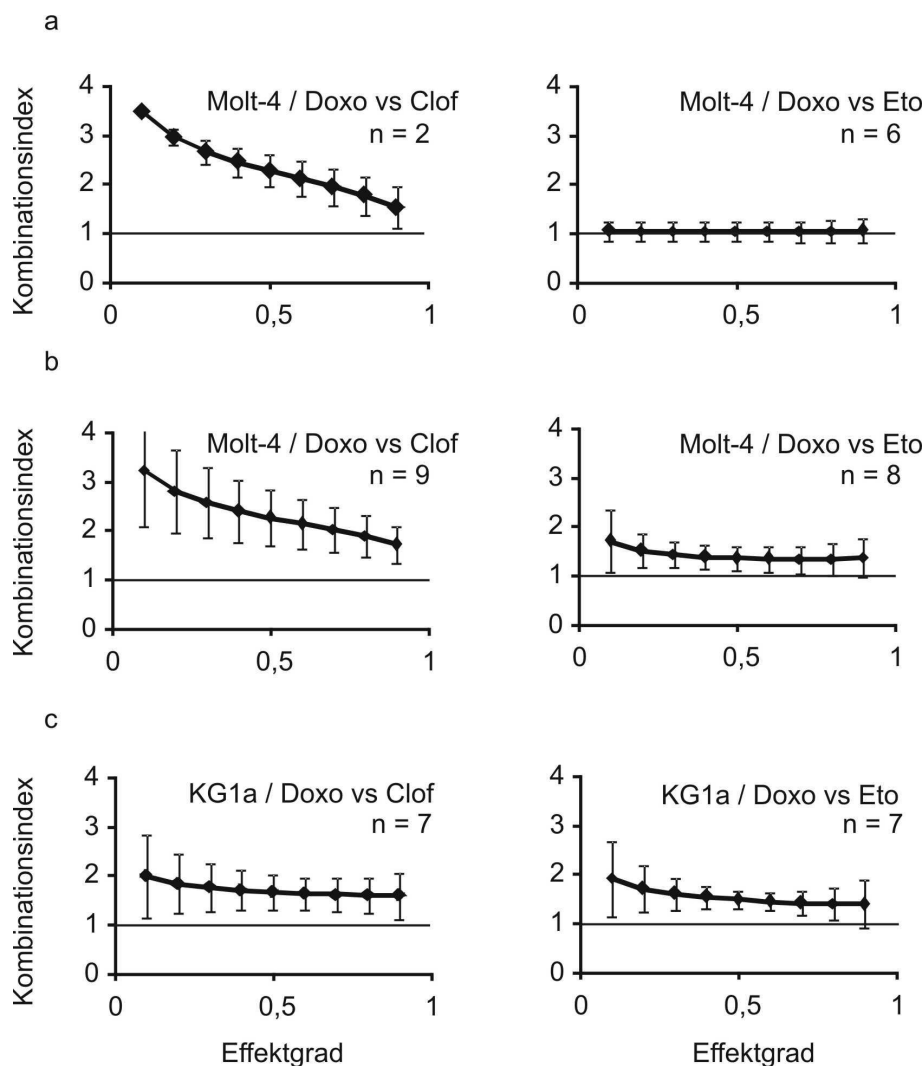 a
Kombinationsindex
4
3
2
1
0
0
0,5
1
Molt-4 / Doxo vs Clof
n = 2
4
3
2
1
0
0
0,5
1
Molt-4 / Doxo vs Eto
n = 6
b
Kombinationsindex
4
3
2
1
0
0
0,5
1
Molt-4 / Doxo vs Clof
n = 9
4
3
2
1
0
0
0,5
1
Molt-4 / Doxo vs Eto
n = 8
c
Kombinationsindex
4
3
2
1
0
0
0,5
1
KG1a / Doxo vs Clof
n = 7
Effektgrad
4
3
2
1
0
0
0,5
1
KG1a / Doxo vs Eto
n = 7
Effektgrad